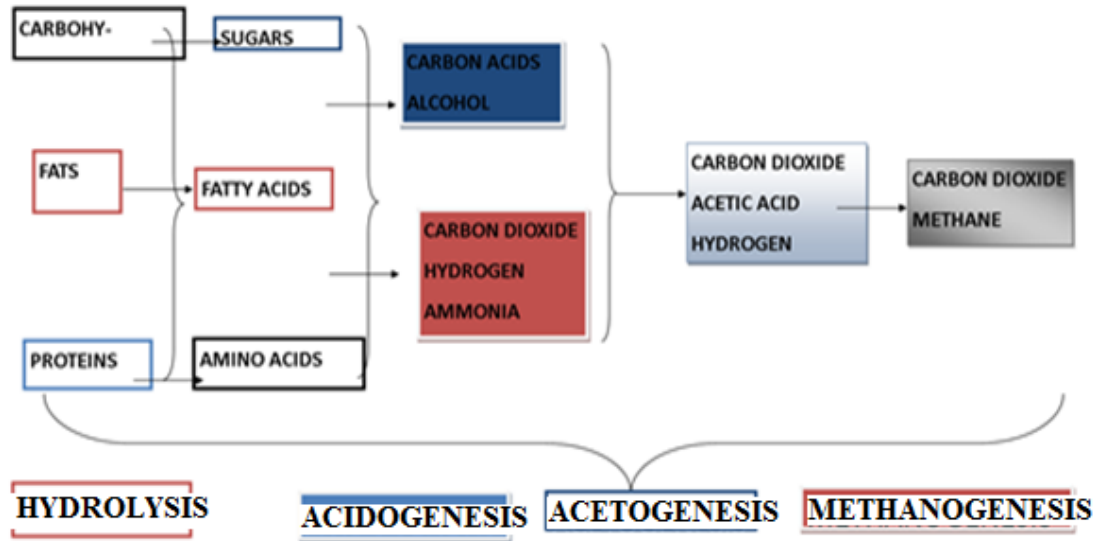 CARBOHY-
SUGARS
CARBON ACIDS
ALCOHOL
FATS
FATTY ACIDS
CARBON DIOXIDE
HYDROGEN
AMMONIA
CARBON DIOXIDE
ACETIC ACID
HYDROGEN
CARBON DIOXIDE
METHANE
PROTEINS
AMINO ACIDS
HYDROLYSIS
ACIDOGENESIS
ACETOGENESIS
METHANOGENESIS